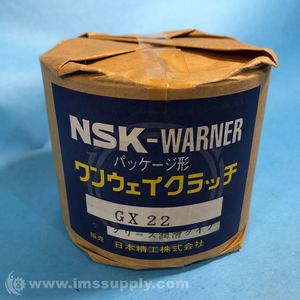 NSK-WARNER
パッケージ形
ワンウェイクラッチ
GX 22
グリース潤滑タイプ
販売 日本精工株式会社
www.imssupply.com